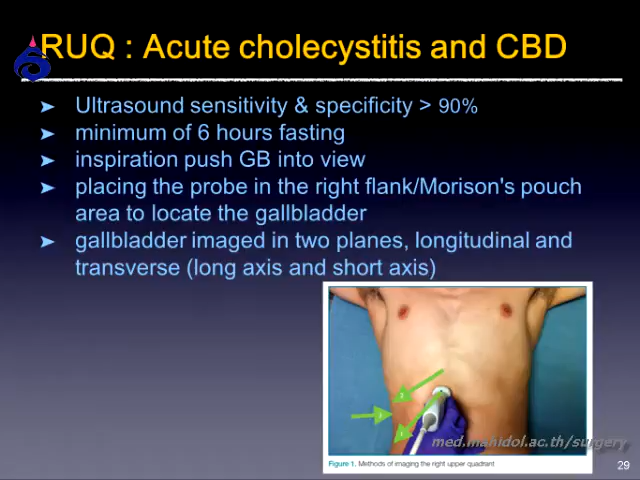 RUQ : Acute cholecystitis and CBD
➤ Ultrasound sensitivity & specificity > 90%
➤ minimum of 6 hours fasting
➤ inspiration push GB into view
➤ placing the probe in the right flank/Morison's pouch
area to locate the gallbladder
➤ gallbladder imaged in two planes, longitudinal and
transverse (long axis and short axis)
2
3
1
med.mahidol.ac.th/surgery
Figure 1. Methods of imaging the right upper quadrant
29